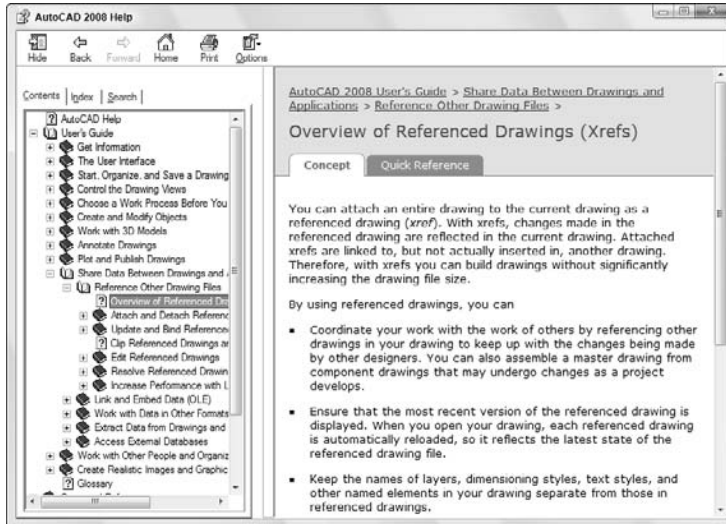 AutoCAD 2008 Help
Hide Back Forward Home Print Options
Contents Index Search
AutoCAD Help
User's Guide
Get Information
The User Interface
Start, Organize, and Save a Drawing
Control the Drawing Views
Choose a Work Process Before You
Create and Modify Objects
Work with 3D Models
Annotate Drawings
Plot and Publish Drawings
Share Data Between Drawings and
Reference Other Drawing Files
Overview of Referenced Dra
Attach and Detach Referenc
Update and Bind Reference
Clip Referenced Drawings ar
Edit Referenced Drawings
Resolve Referenced Drawin
Increase Performance with L
Link and Embed Data (OLE)
Work with Data in Other Formats
Extract Data from Drawings and
Access External Databases
Work with Other People and Organiz
Create Realistic Images and Graphic
Glossary
AutoCAD 2008 User's Guide > Share Data Between Drawings and
Applications > Reference Other Drawing Files >
Overview of Referenced Drawings (Xrefs)
Concept Quick Reference
You can attach an entire drawing to the current drawing as a
referenced drawing (xref). With xrefs, changes made in the
referenced drawing are reflected in the current drawing. Attached
xrefs are linked to, but not actually inserted in, another drawing.
Therefore, with xrefs you can build drawings without significantly
increasing the drawing file size.
By using referenced drawings, you can
▪ Coordinate your work with the work of others by referencing other
drawings in your drawing to keep up with the changes being made
by other designers. You can also assemble a master drawing from
component drawings that may undergo changes as a project
develops.
▪ Ensure that the most recent version of the referenced drawing is
displayed. When you open your drawing, each referenced drawing
is automatically reloaded, so it reflects the latest state of the
referenced drawing file.
▪ Keep the names of layers, dimensioning styles, text styles, and
other named elements in your drawing separate from those in
referenced drawings.